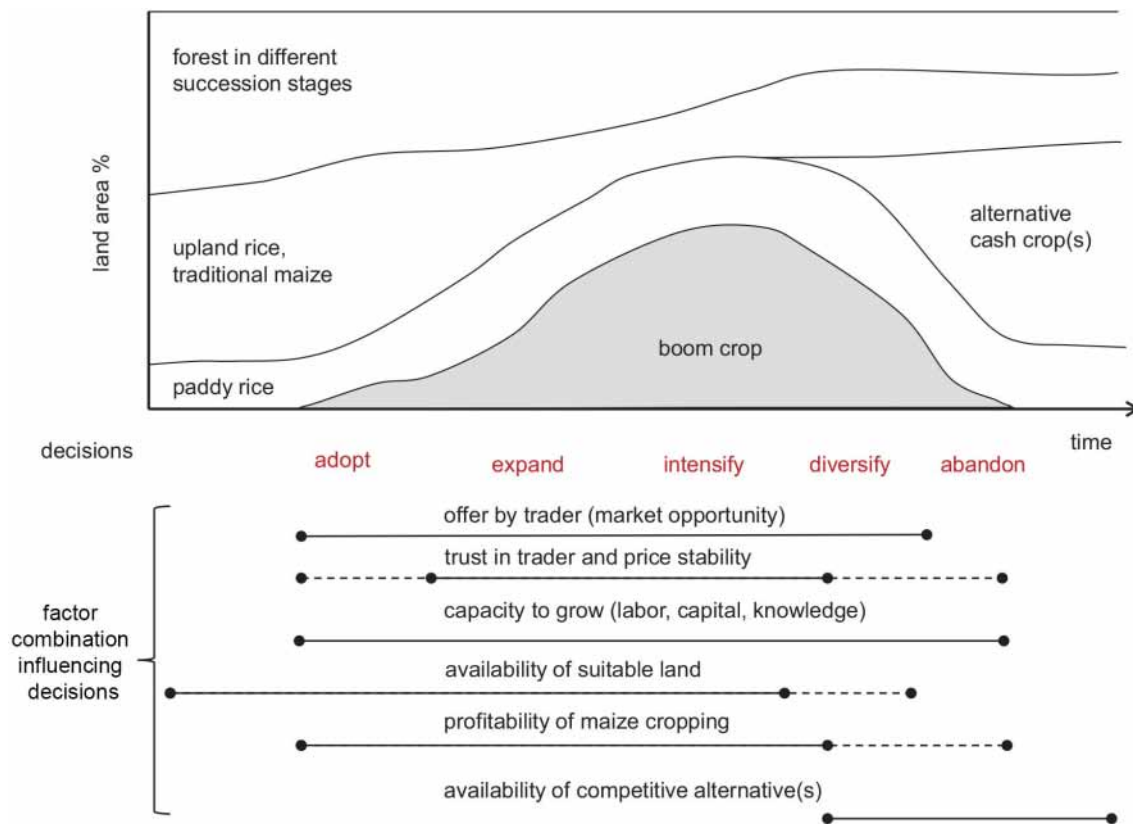 forest in different
succession stages
land area %
upland rice,
traditional maize
alternative
cash crop(s)
boom crop
paddy rice
decisions
time
adopt
expand
intensify
diversify
abandon
offer by trader (market opportunity)
trust in trader and price stability
capacity to grow (labor, capital, knowledge)
factor
combination
influencing
decisions
availability of suitable land
profitability of maize cropping
availability of competitive alternative(s)